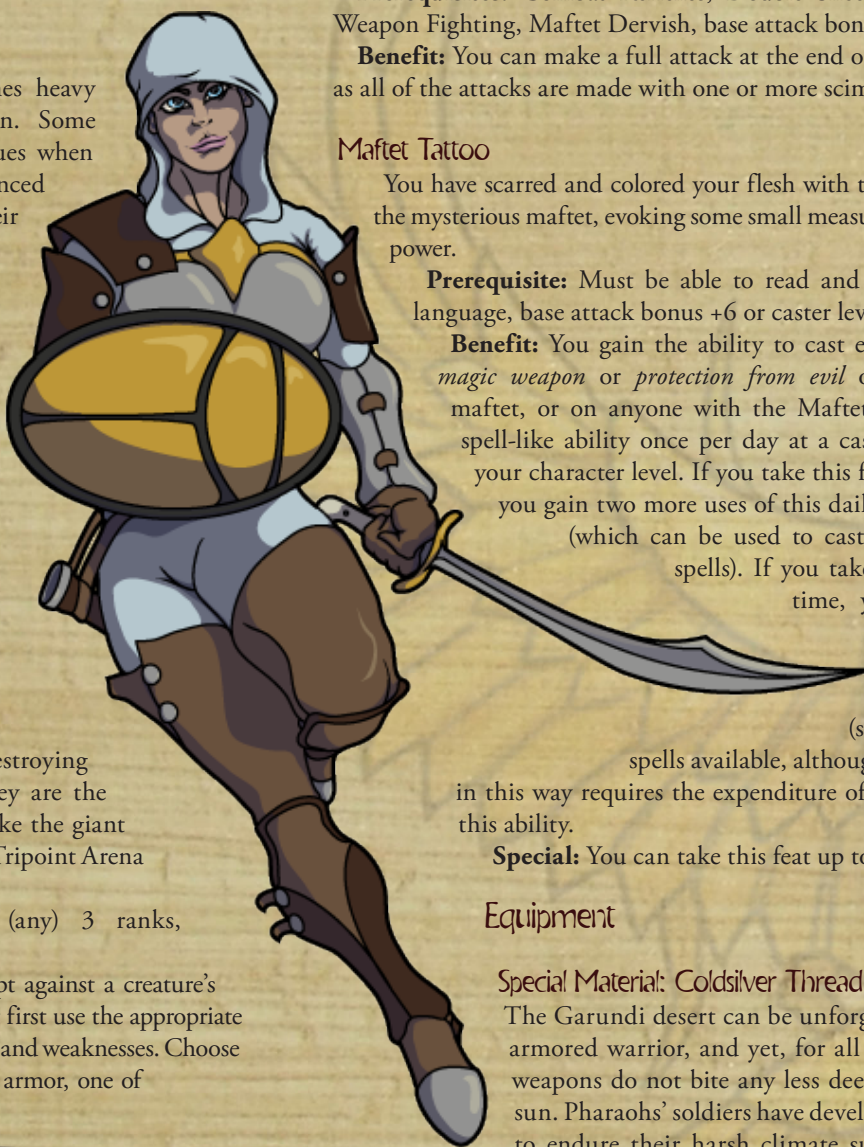 nes heavy
n. Some
ues when
nced
eir
estroying
ey are the
ke the giant
Tripoint Arena
(any) 3 ranks,
pt against a creature's
first use the appropriate
and weaknesses. Choose
armor, one of
Weapon Fighting, Maftet Dervish, base attack bon
Benefit: You can make a full attack at the end o
as all of the attacks are made with one or more scim
Maftet Tattoo
You have scarred and colored your flesh with t
the mysterious maftet, evoking some small measu
power.
Prerequisite: Must be able to read and
language, base attack bonus +6 or caster lev
Benefit: You gain the ability to cast e
magic weapon or protection from evil o
maftet, or on anyone with the Maftet
spell-like ability once per day at a cas
your character level. If you take this f
you gain two more uses of this dail
(which can be used to cast
spells). If you take
time, y
(s
spells available, althoug
in this way requires the expenditure of
this ability.
Special: You can take this feat up to
Equipment
Special Material: Coldsilver Thread
The Garundi desert can be unforg
armored warrior, and yet, for all
weapons do not bite any less dee
sun. Pharaohs' soldiers have devel
to endure their harsh climate su